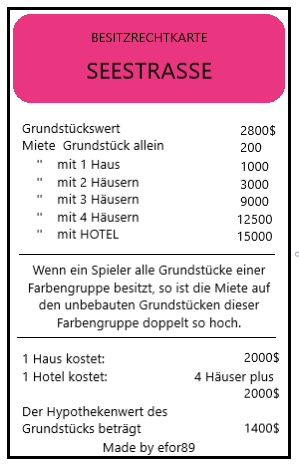 BESITZRECHTKARTE
SEESTRASSE
Grundstückswert 2800$
Miete Grundstück allein 200
" mit 1 Haus 1000
" mit 2 Häusern 3000
" mit 3 Häusern 9000
" mit 4 Häusern 12500
" mit HOTEL 15000
Wenn ein Spieler alle Grundstücke einer
Farbengruppe besitzt, so ist die Miete auf
den unbebauten Grundstücken dieser
Farbengruppe doppelt so hoch.
1 Haus kostet: 2000$
1 Hotel kostet: 4 Häuser plus
2000$
Der Hypothekenwert des
Grundstücks beträgt 1400$
Made by efor89